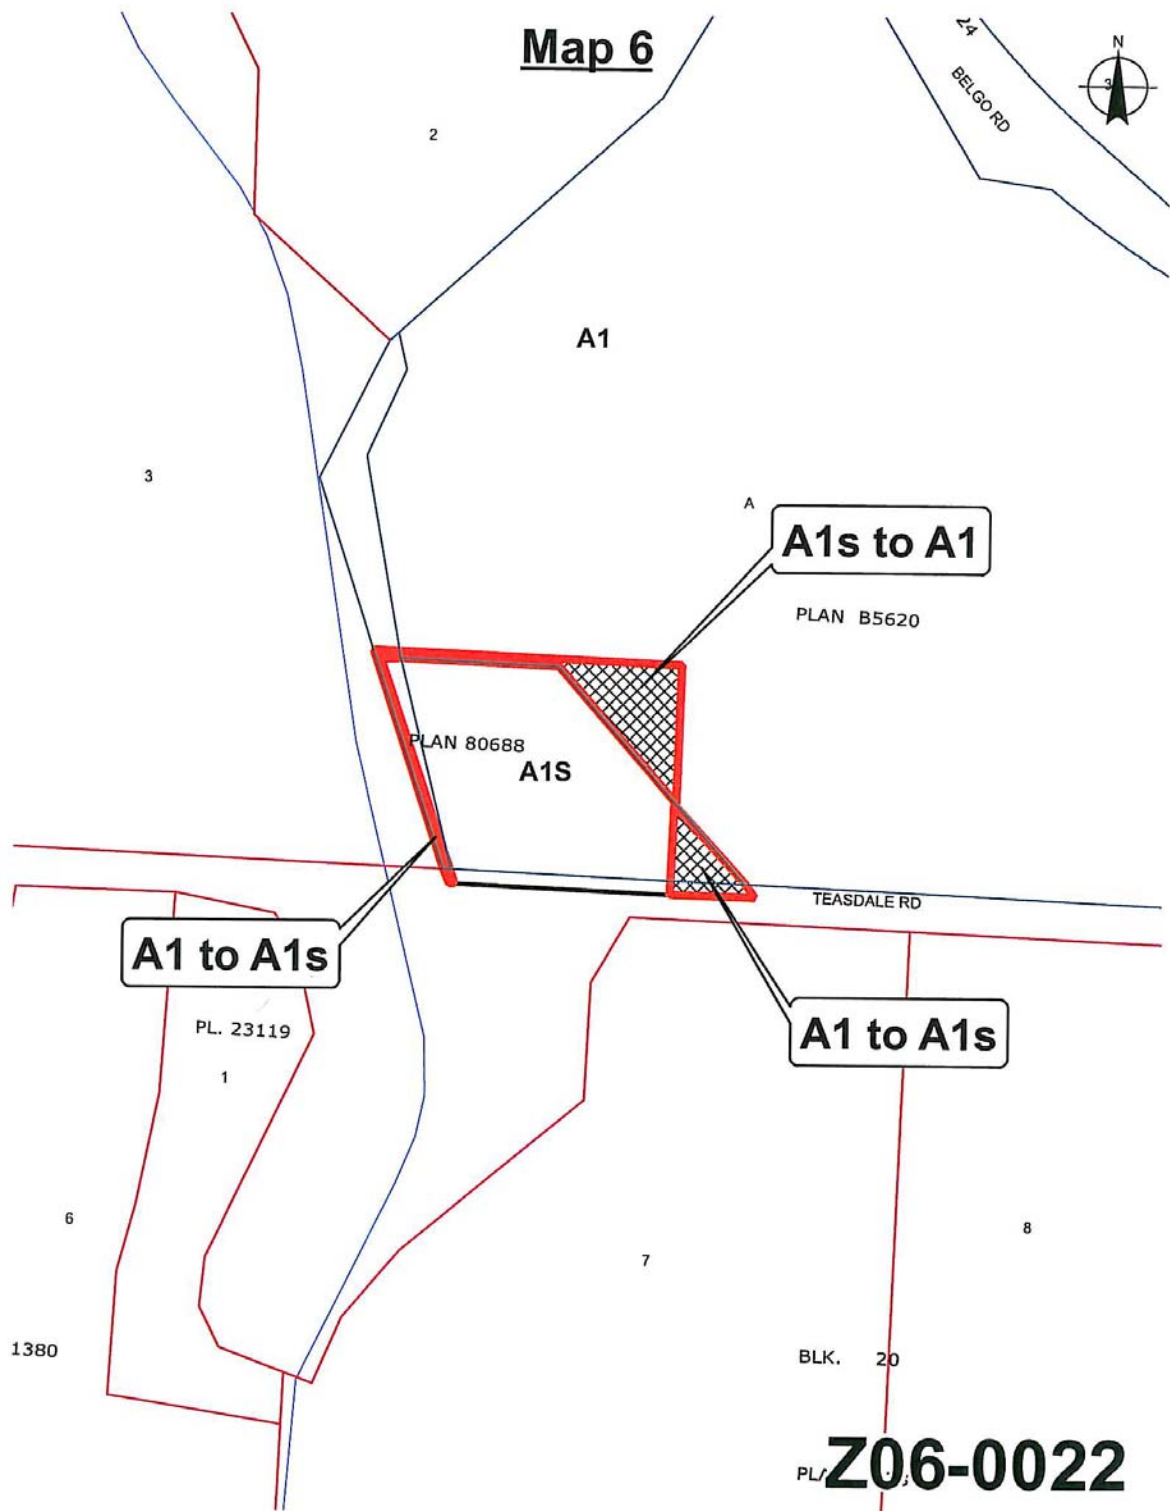 Map 6
24
BELGO RD
N
3
2
A1
3
A
A1s to A1
PLAN B5620
PLAN 80688
A1S
TEASDALE RD
A1 to A1s
A1 to A1s
PL. 23119
1
6
7
8
1380
BLK. 20
Z06-0022